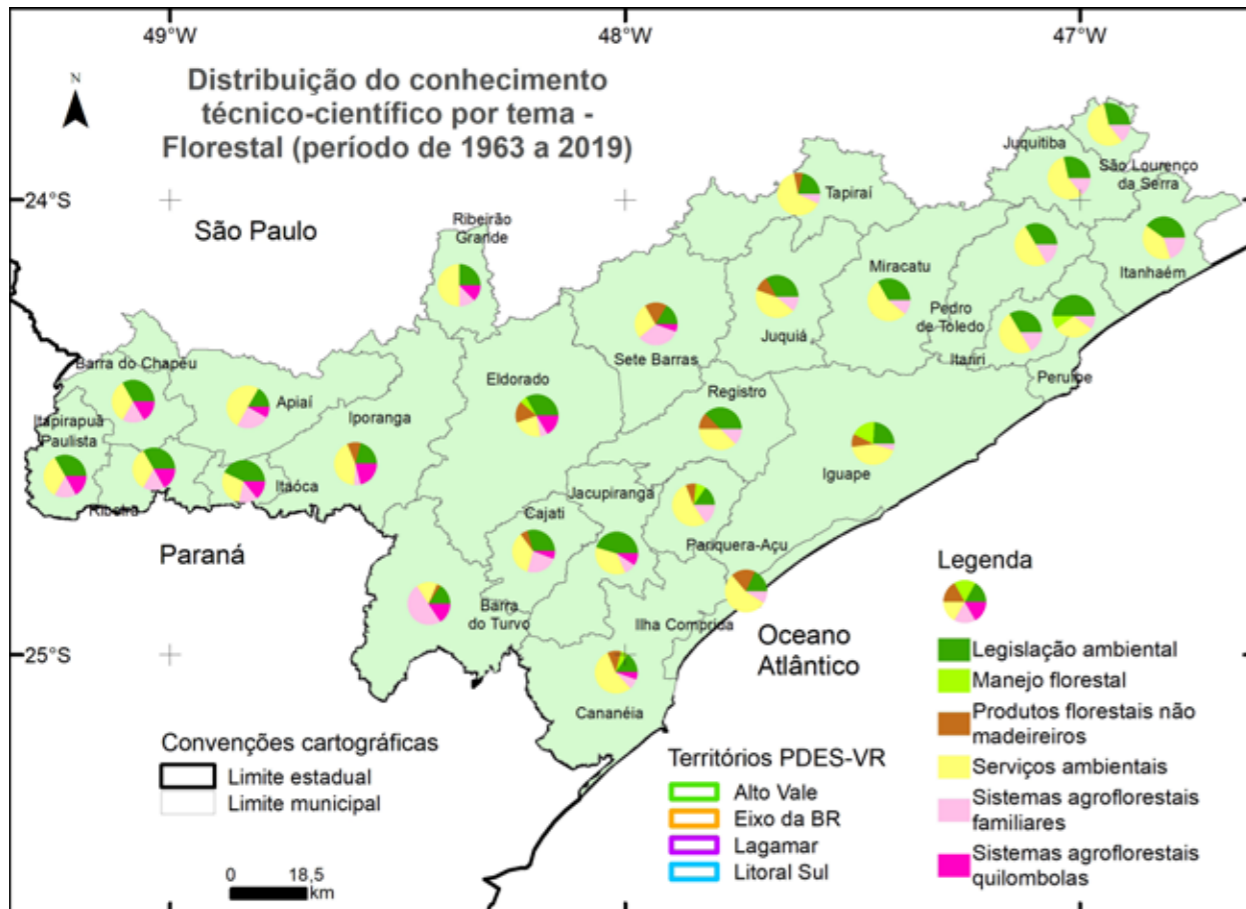 49°W
48°W
47°W
N
Distribuição do conhecimento
técnico-científico por tema -
Florestal (período de 1963 a 2019)
24°S
São Paulo
Ribeirão
Grande
Tapiraí
Juquitiba
São Lourenço
da Serra
Itanhaém
Miracatu
Pedro
de Toledo
Itariri
Peruíbe
Juquiá
Sete Barras
Barra do Chapéu
Apiaí
Iporanga
Eldorado
Registro
Iguape
Itapirapuã
Paulista
Ribeira
Itaóca
Jacupiranga
Cajati
Pariquera-Açu
Paraná
Barra
do Turvo
Ilha Comprida
Oceano
Atlântico
25°S
Cananéia
Convenções cartográficas
Limite estadual
Limite municipal
0 18,5
km
Territórios PDES-VR
Alto Vale
Eixo da BR
Lagamar
Litoral Sul
Legenda
Legislação ambiental
Manejo florestal
Produtos florestais não
madeireiros
Serviços ambientais
Sistemas agroflorestais
familiares
Sistemas agroflorestais
quilombolas